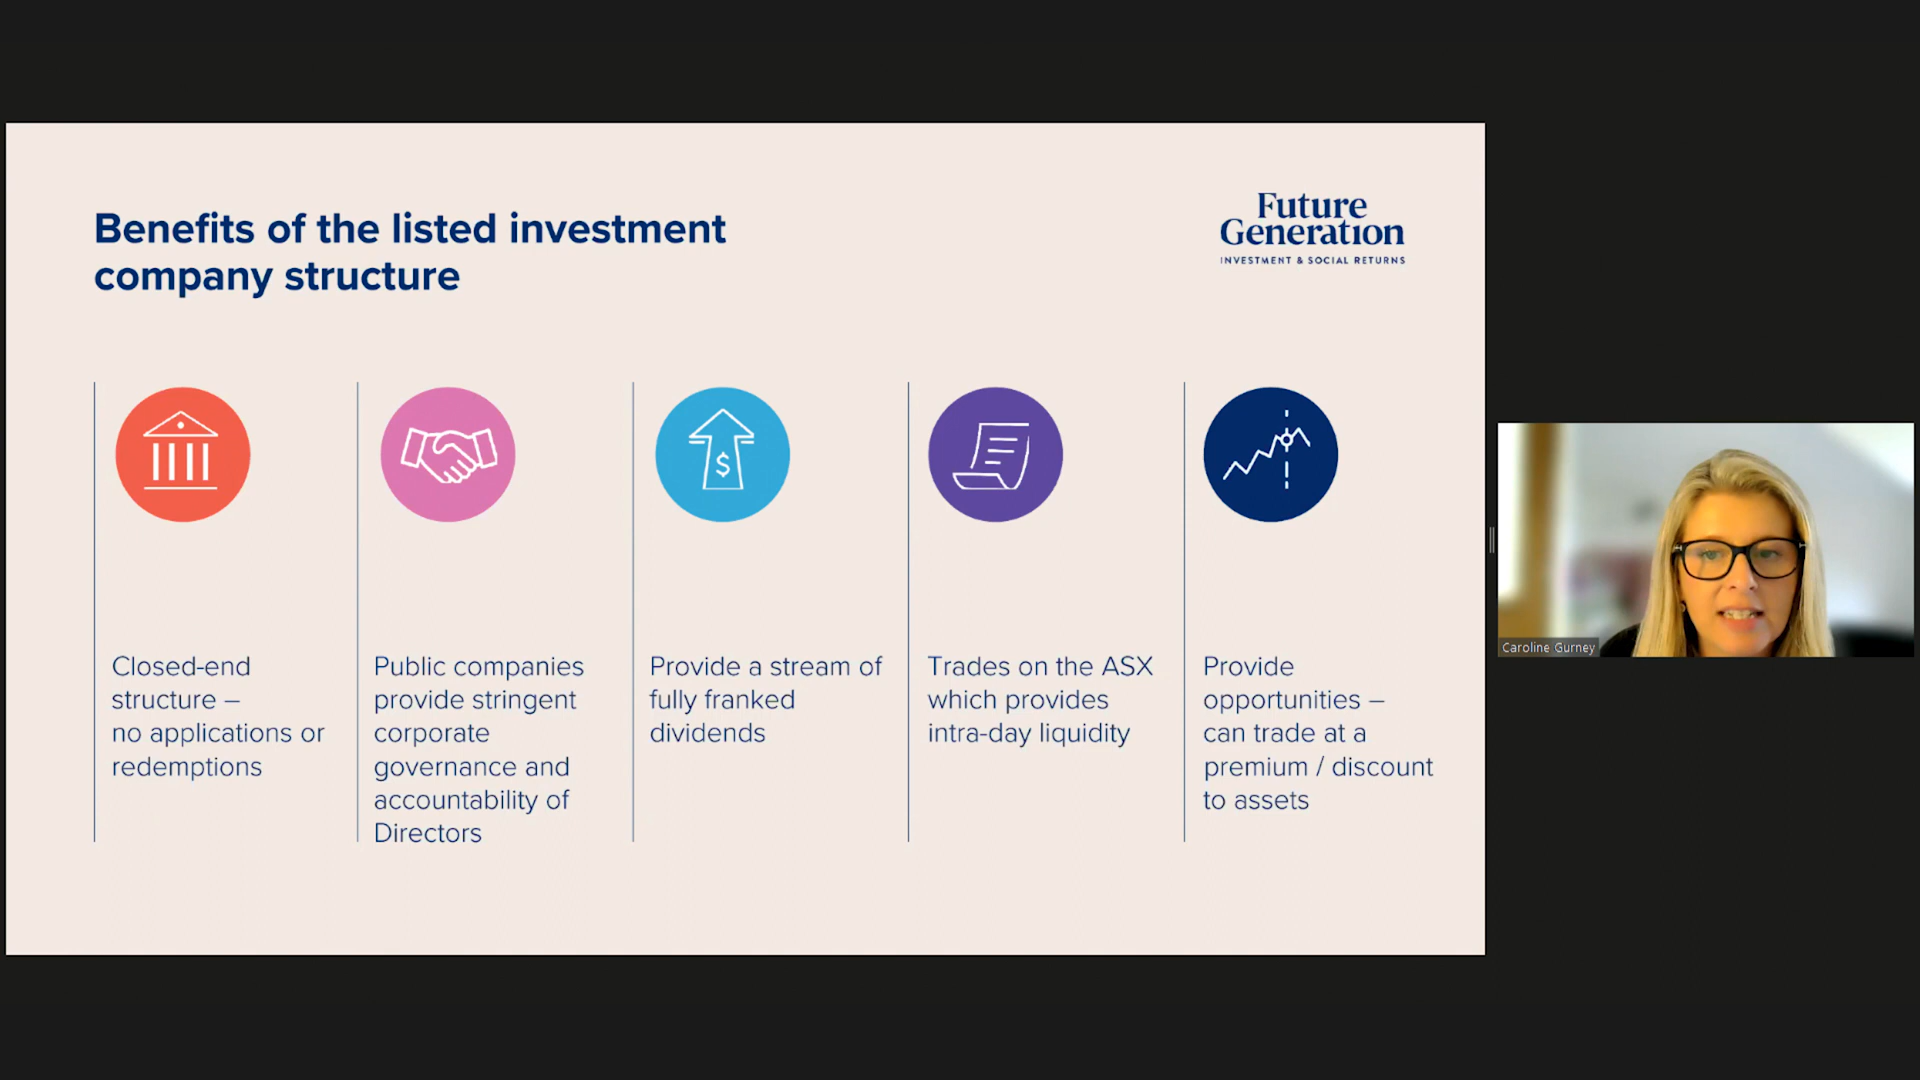 Benefits of the listed investment
company structure
Future
Generation
INVESTMENT & SOCIAL RETURNS
$
Closed-end
structure –
no applications or
redemptions
Public companies
provide stringent
corporate
governance and
accountability of
Directors
Provide a stream of
fully franked
dividends
Trades on the ASX
which provides
intra-day liquidity
Provide
opportunities –
can trade at a
premium / discount
to assets
Caroline Gurney